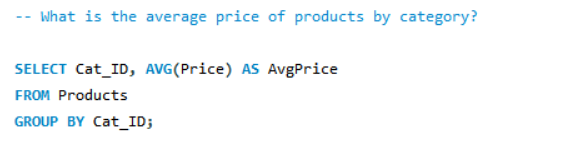 -- What is the average price of products by category?
SELECT Cat_ID, AVG(Price) AS AvgPrice
FROM Products
GROUP BY Cat_ID;